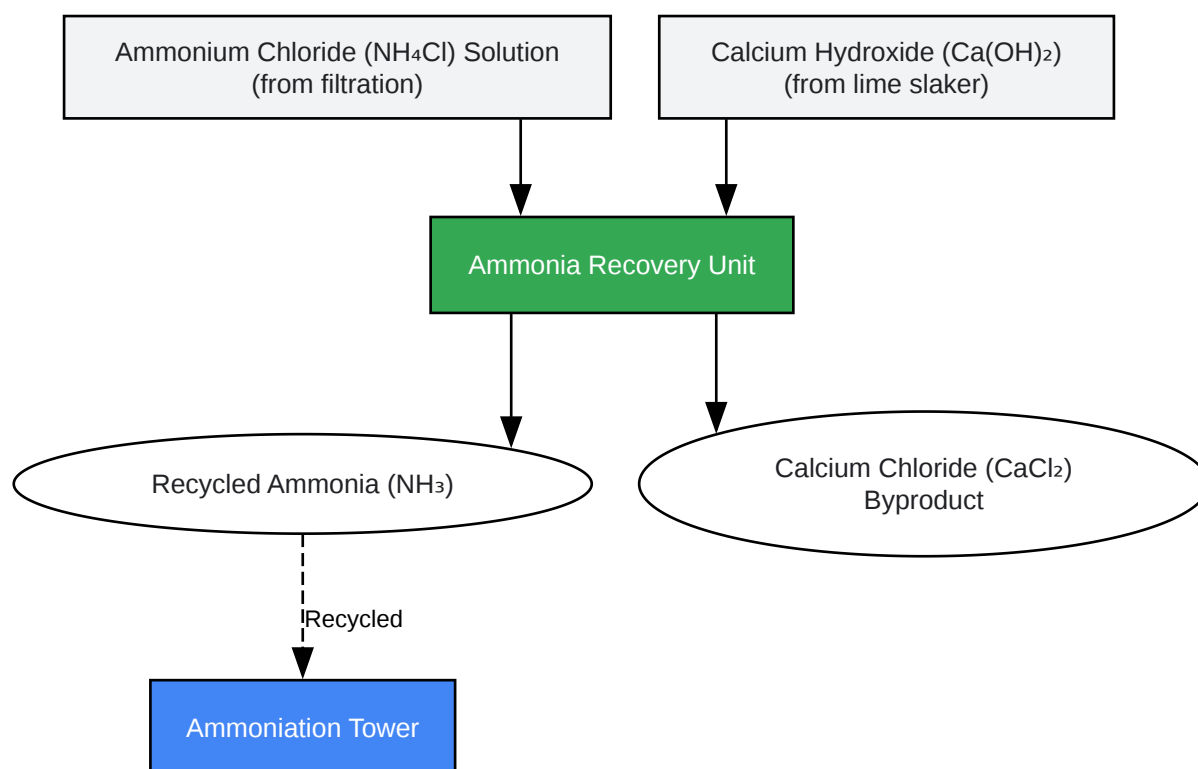 Ammonium Chloride (NH₄Cl) Solution
(from filtration)
Calcium Hydroxide (Ca(OH)₂)
(from lime slaker)
Ammonia Recovery Unit
Recycled Ammonia (NH₃)
Calcium Chloride (CaCl₂)
Byproduct
Recycled
Ammoniation Tower